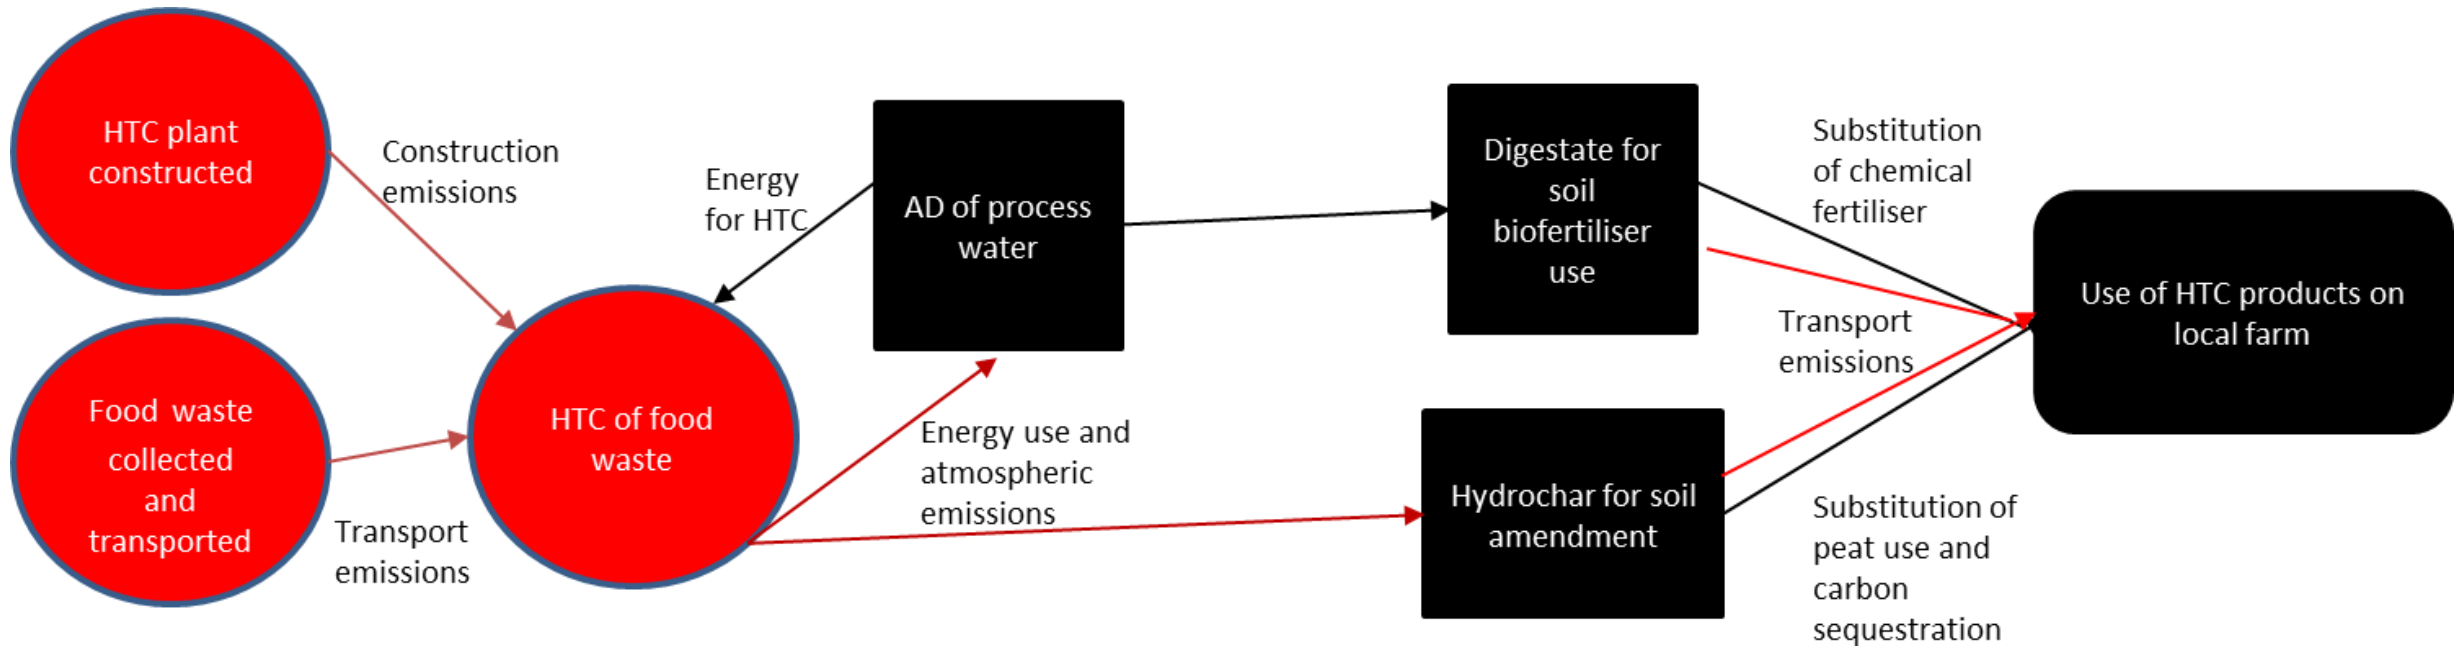 HTC plant
constructed
Construction
emissions
Food waste
collected
and
transported
Transport
emissions
HTC of food
waste
Energy
for HTC
AD of process
water
Energy use and
atmospheric
emissions
Digestate for
soil
biofertiliser
use
Hydrochar for soil
amendment
Substitution
of chemical
fertiliser
Transport
emissions
Substitution of
peat use and
carbon
sequestration
Use of HTC products on
local farm